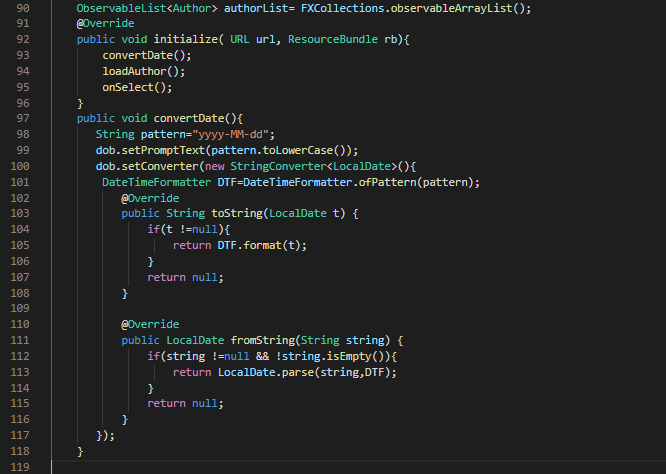 90 ObservableList<Author> authorList= FXCollections.observableArrayList();
91 @Override
92 public void initialize( URL url, ResourceBundle rb){
93 convertDate();
94 loadAuthor();
95 onSelect();
96 }
97 public void convertDate(){
98 String pattern="yyyy-MM-dd";
99 dob.setPromptText(pattern.toLowerCase());
100 dob.setConverter(new StringConverter<LocalDate>(){
101 DateTimeFormatter DTF=DateTimeFormatter.ofPattern(pattern);
102 @Override
103 public String toString(LocalDate t) {
104 if(t !=null){
105 return DTF.format(t);
106 }
107 return null;
108 }
109
110 @Override
111 public LocalDate fromString(String string) {
112 if(string !=null && !string.isEmpty()){
113 return LocalDate.parse(string,DTF);
114 }
115 return null;
116 }
117 });
118 }
119